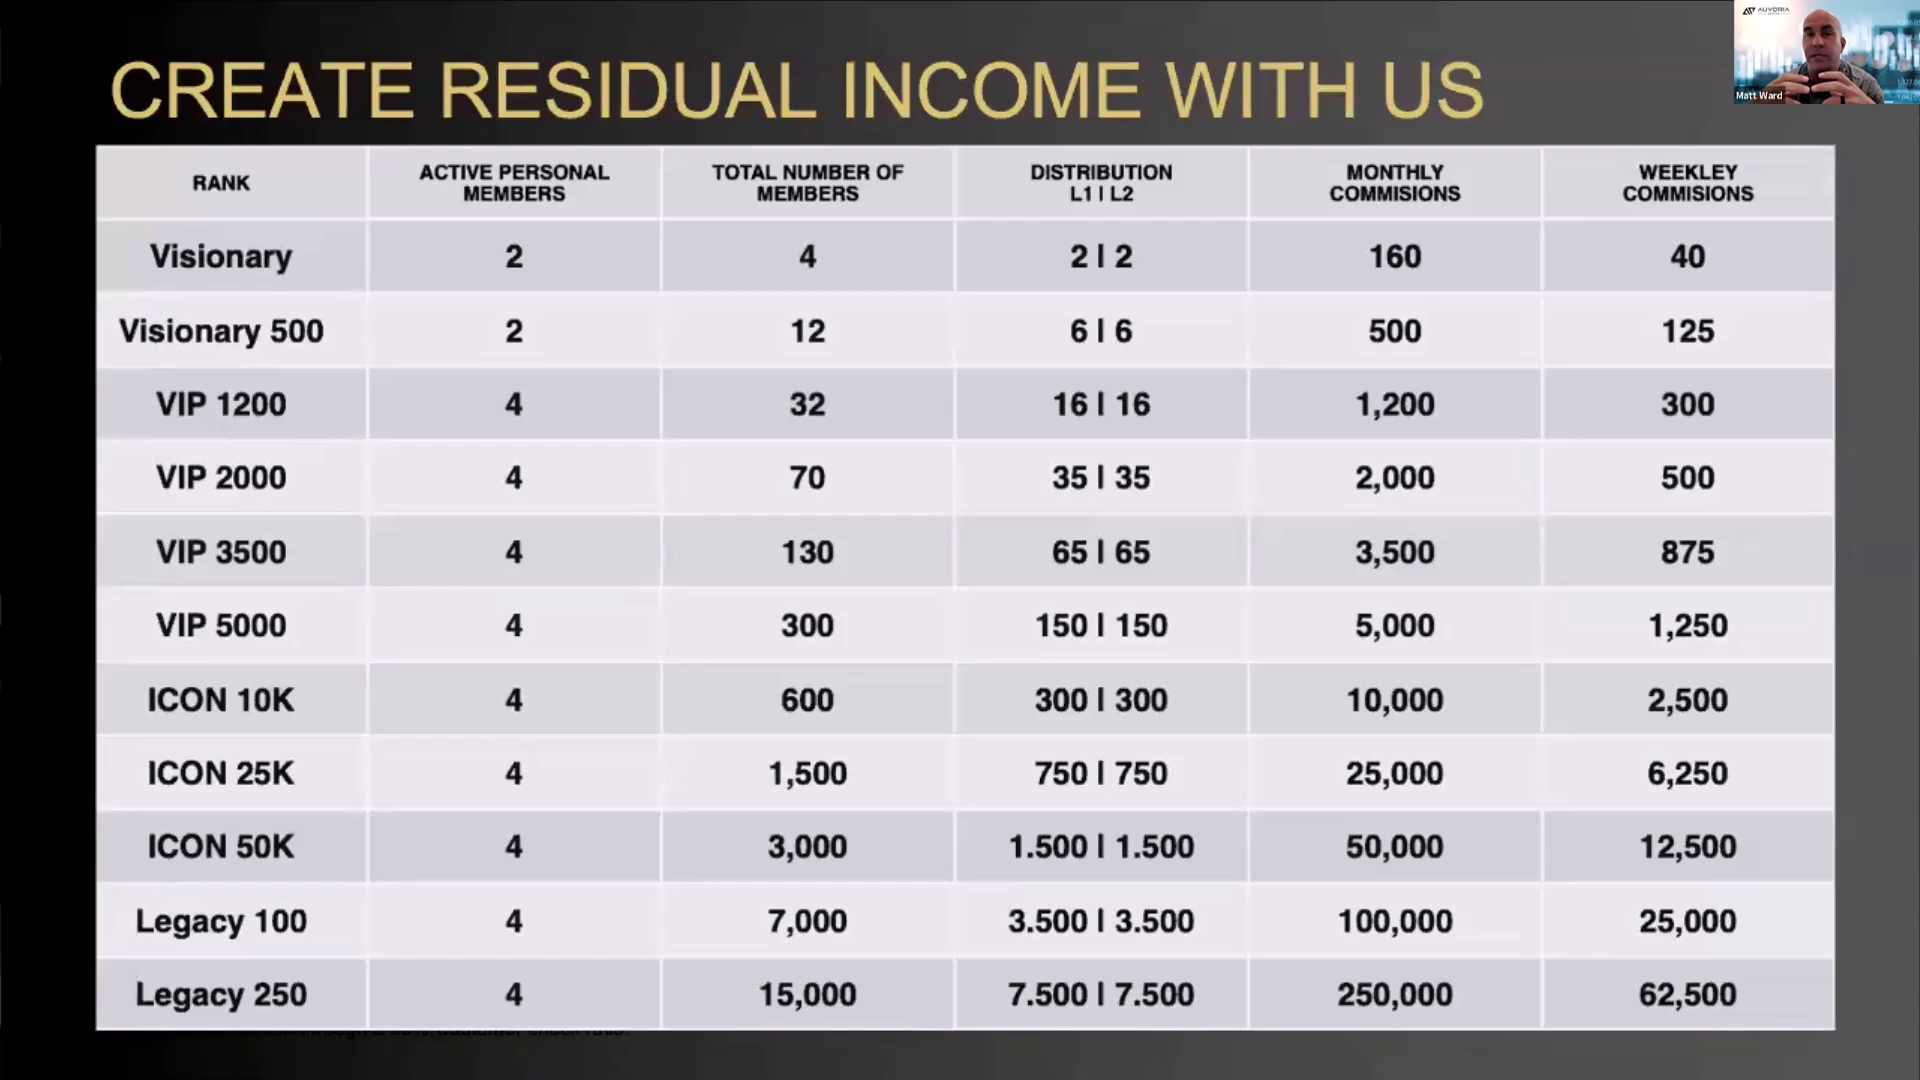 CREATE RESIDUAL INCOME WITH US
AUVORIA
Matt Ward
RANK
ACTIVE PERSONAL
MEMBERS
TOTAL NUMBER OF
MEMBERS
DISTRIBUTION
L1 | L2
MONTHLY
COMMISIONS
WEEKLEY
COMMISIONS
Visionary 2 4 2 | 2 160 40
Visionary 500 2 12 6 | 6 500 125
VIP 1200 4 32 16 | 16 1,200 300
VIP 2000 4 70 35 | 35 2,000 500
VIP 3500 4 130 65 | 65 3,500 875
VIP 5000 4 300 150 | 150 5,000 1,250
ICON 10K 4 600 300 | 300 10,000 2,500
ICON 25K 4 1,500 750 | 750 25,000 6,250
ICON 50K 4 3,000 1.500 | 1.500 50,000 12,500
Legacy 100 4 7,000 3.500 | 3.500 100,000 25,000
Legacy 250 4 15,000 7.500 | 7.500 250,000 62,500